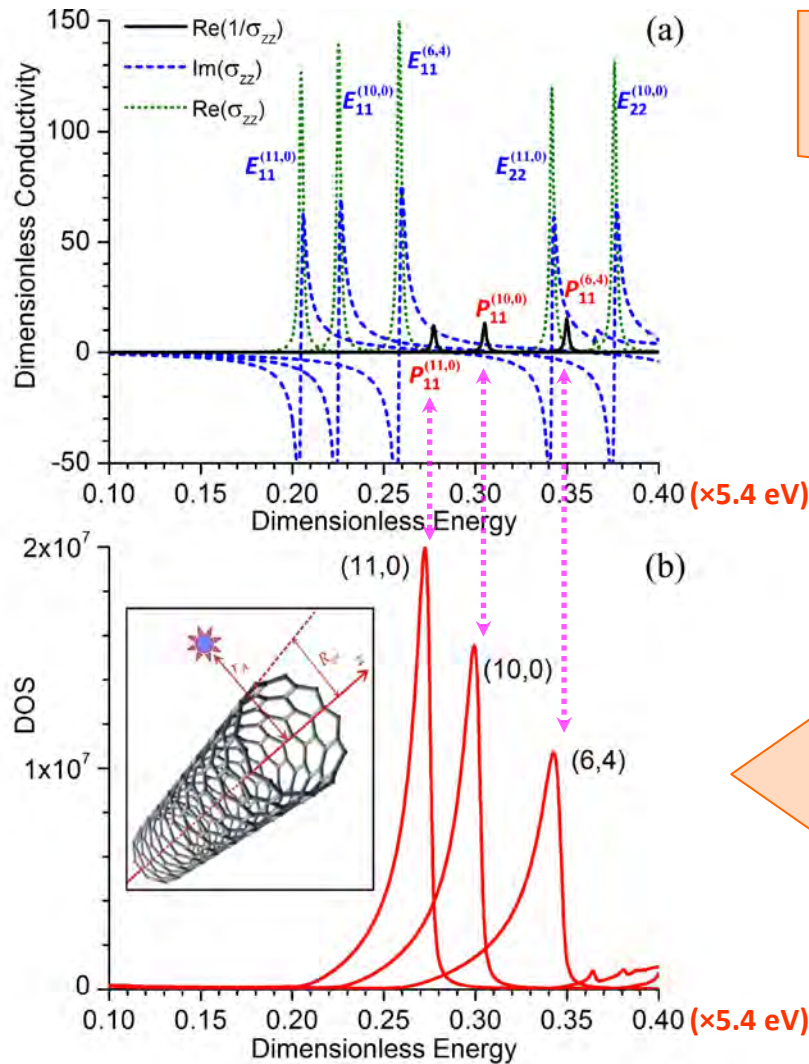 150
100
50
0
-50
Dimensionless Conductivity
Re(1/σzz)
Im(σzz)
Re(σzz)
(a)
E11(6,4)
E11(10,0)
E22(10,0)
E11(11,0)
E22(11,0)
P11(6,4)
P11(10,0)
P11(11,0)
0.10 0.15 0.20 0.25 0.30 0.35 0.40
(×5.4 eV)
Dimensionless Energy
2x10⁷
1x10⁷
0
DOS
(b)
(11,0)
(10,0)
(6,4)
0.10 0.15 0.20 0.25 0.30 0.35 0.40
(×5.4 eV)
Dimensionless Energy